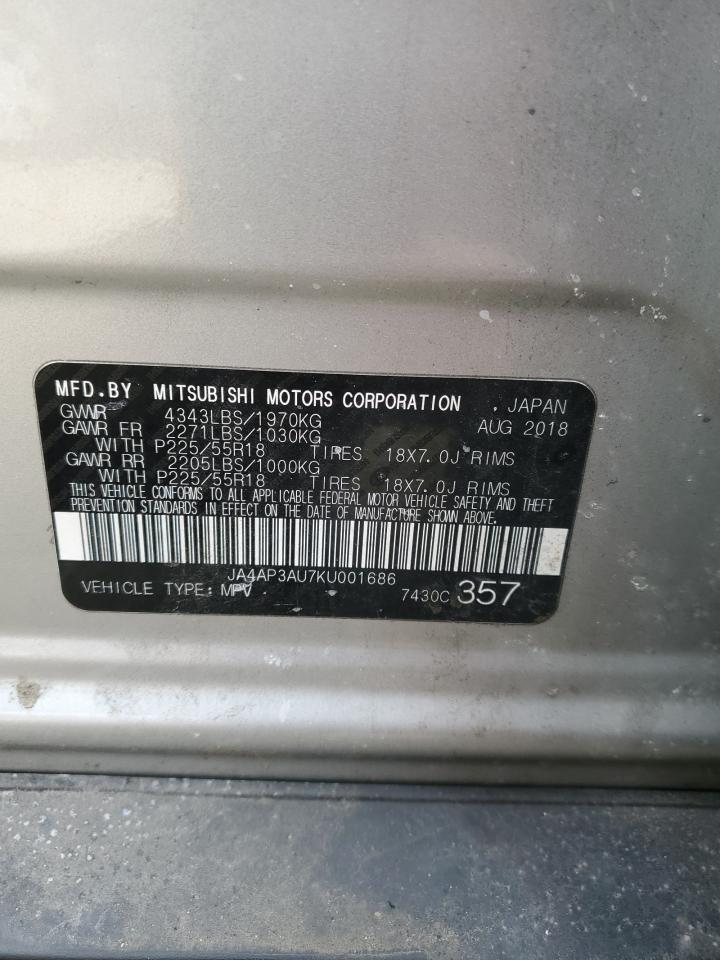 MFD.BY MITSUBISHI MOTORS CORPORATION , JAPAN
GVWR 4343LBS/1970KG AUG 2018
GAWR FR 2271LBS/1030KG
WITH P225/55R18 TIRES 18X7.0J RIMS
GAWR RR 2205LBS/1000KG
WITH P225/55R18 TIRES 18X7.0J RIMS
THIS VEHICLE CONFORMS TO ALL APPLICABLE FEDERAL MOTOR VEHICLE SAFETY AND THEFT
PREVENTION STANDARDS IN EFFECT ON THE DATE OF MANUFACTURE SHOWN ABOVE.
JA4AP3AU7KU001686
VEHICLE TYPE: MPV 7430C 357